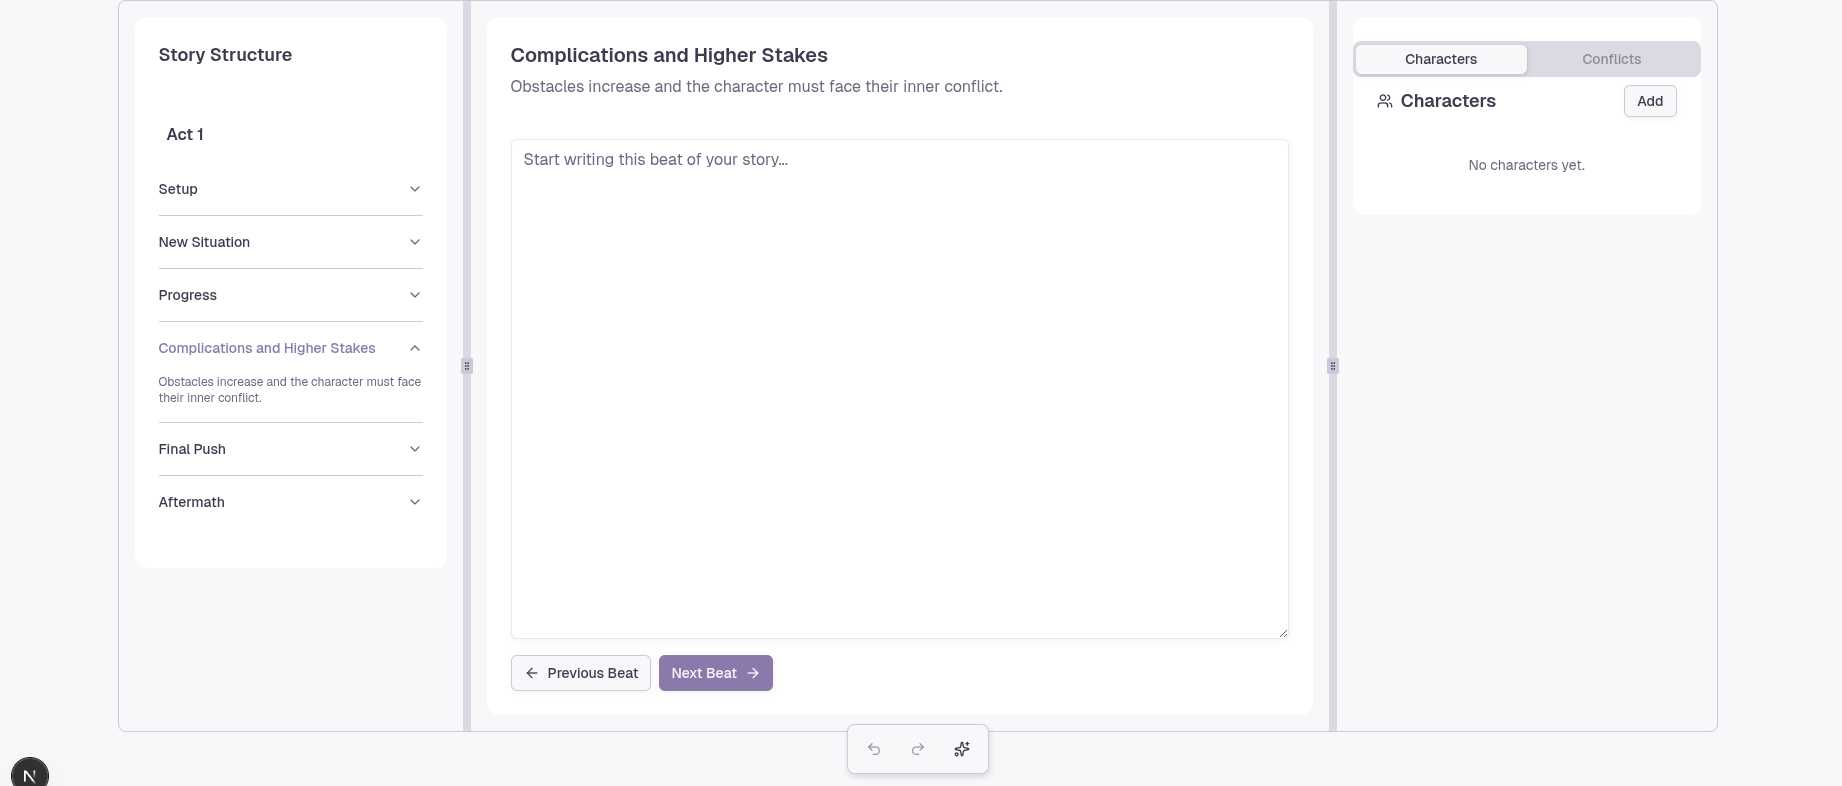 Story Structure
Act 1
Setup
New Situation
Progress
Complications and Higher Stakes
Obstacles increase and the character must face
their inner conflict.
Final Push
Aftermath
Complications and Higher Stakes
Obstacles increase and the character must face their inner conflict.
Start writing this beat of your story...
Previous Beat
Next Beat
Characters
Conflicts
Characters
Add
No characters yet.
N